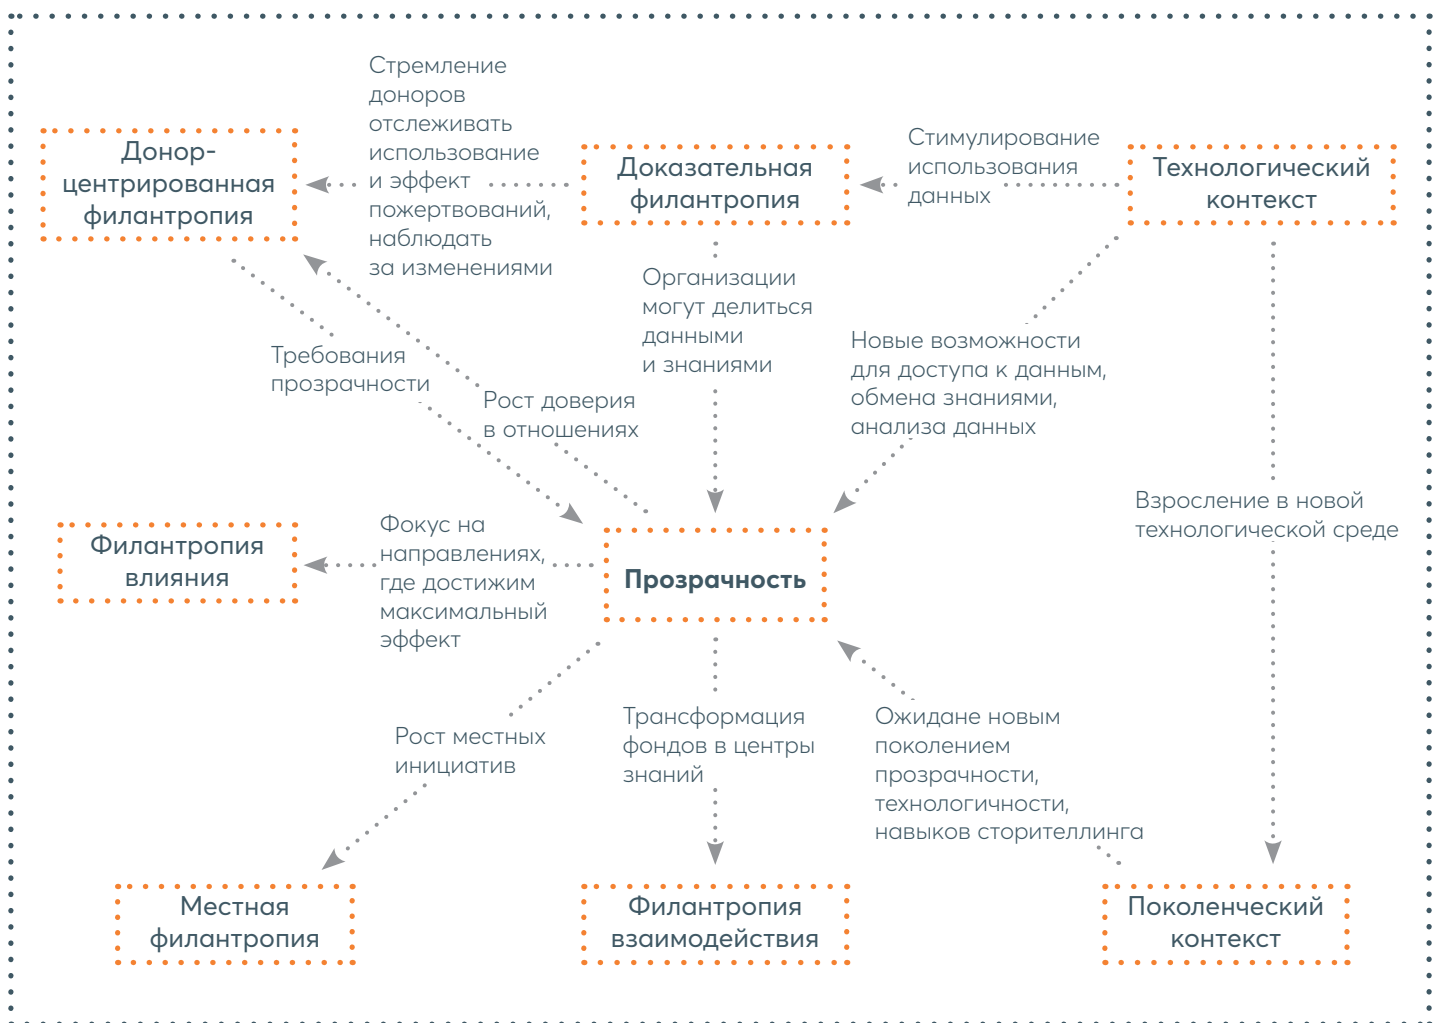 Стремление
доноров
отслеживать
использование
и эффект
пожертвований,
наблюдать
за изменениями
Донор-
центрированная
филантропия
Доказательная
филантропия
Стимулирование
использования
данных
Технологический
контекст
Организации
могут делиться
данными
и знаниями
Требования
прозрачности
Рост доверия
в отношениях
Новые возможности
для доступа к данным,
обмена знаниями,
анализа данных
Взросление в новой
технологической среде
Филантропия
влияния
Фокус на
направлениях,
где достижим
максимальный
эффект
Прозрачность
Рост местных
инициатив
Трансформация
фондов в центры
знаний
Ожидане новым
поколением
прозрачности,
технологичности,
навыков сторителлинга
Местная
филантропия
Филантропия
взаимодействия
Поколенческий
контекст